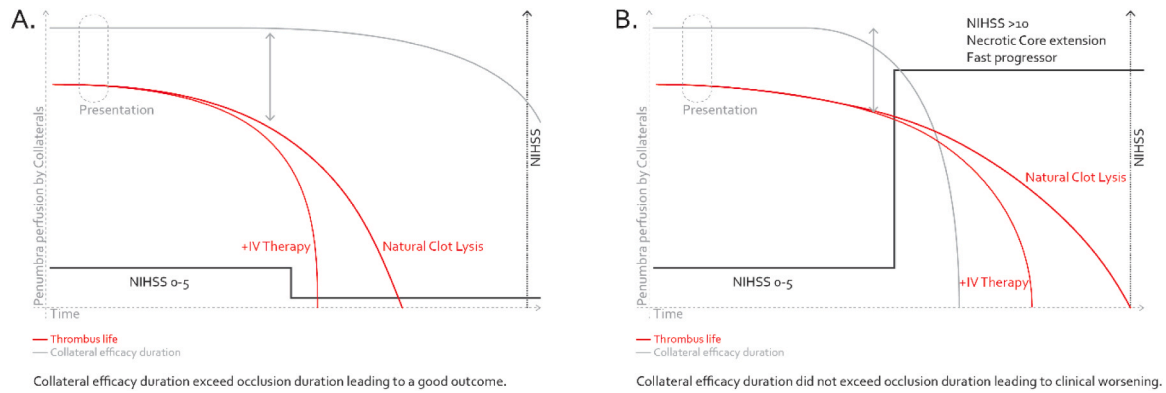 A.
Penumbra perfusion by Collaterals
Presentation
+IV Therapy
Natural Clot Lysis
NIHSS 0-5
NIHSS
Time
Thrombus life
Collateral efficacy duration
Collateral efficacy duration exceed occlusion duration leading to a good outcome.
B.
NIHSS >10
Necrotic Core extension
Fast progressor
Penumbra perfusion by Collaterals
Presentation
NIHSS
Natural Clot Lysis
NIHSS 0-5
+IV Therapy
Time
Thrombus life
Collateral efficacy duration
Collateral efficacy duration did not exceed occlusion duration leading to clinical worsening.